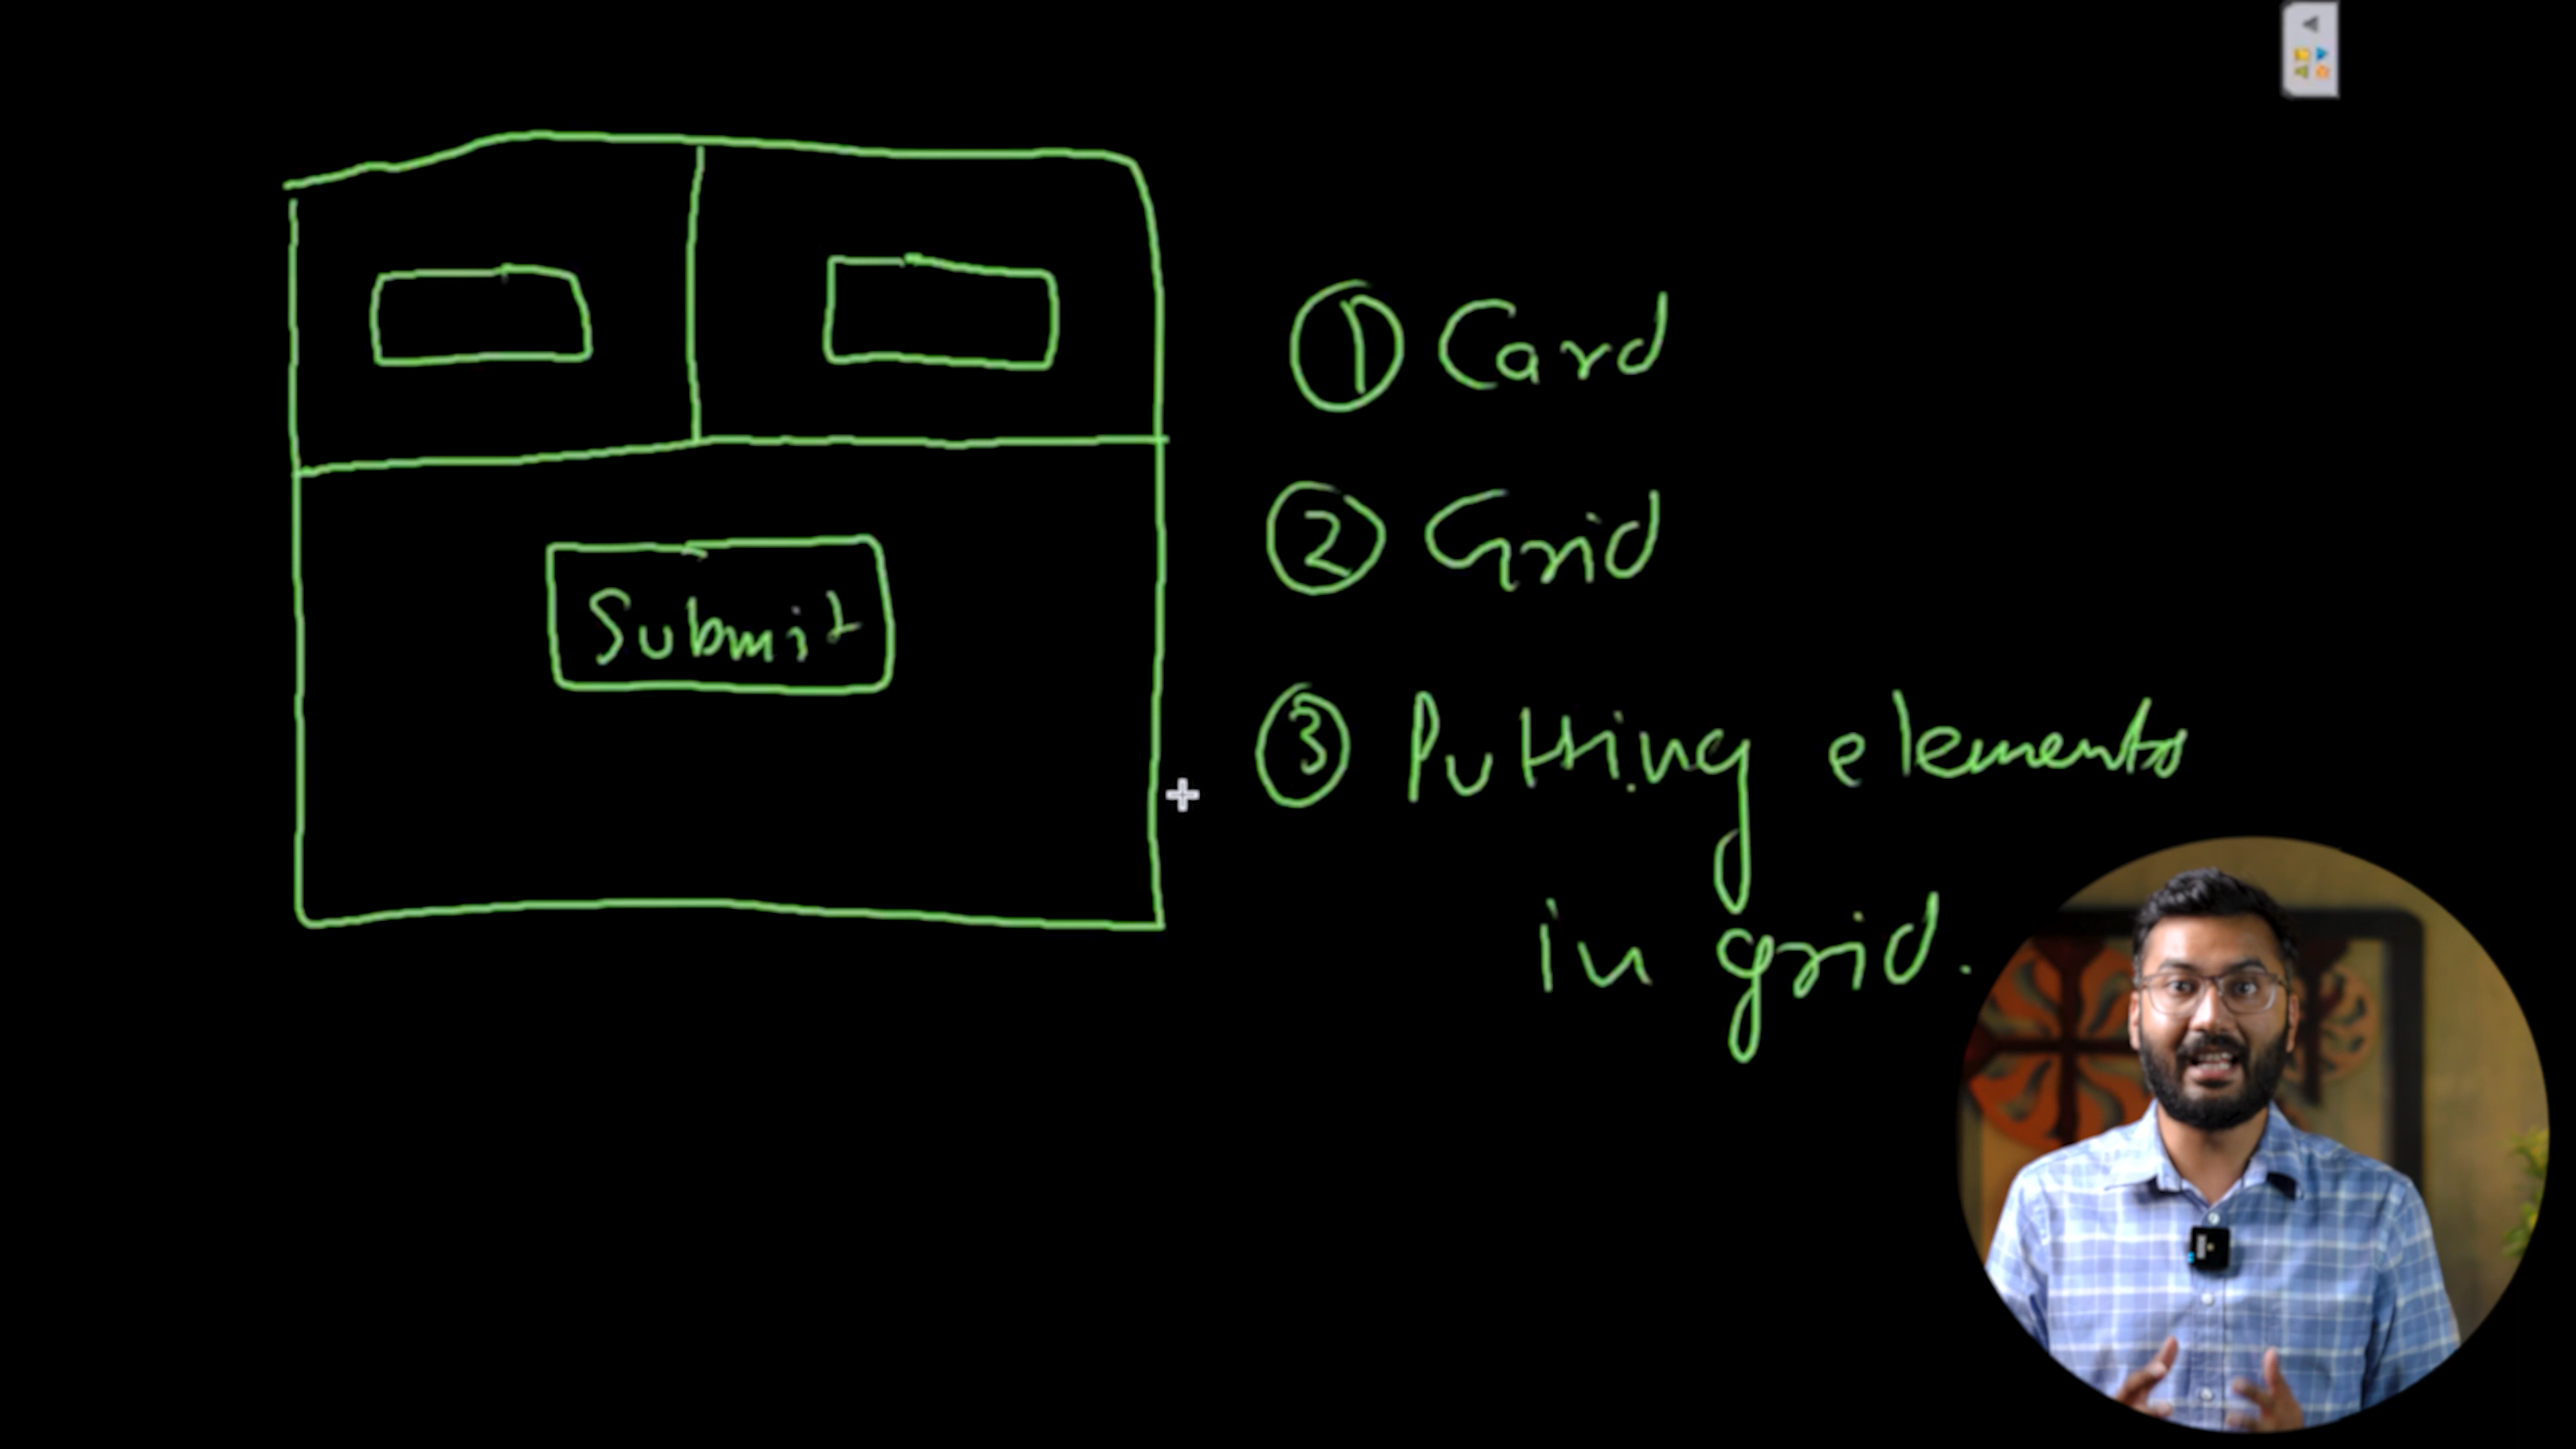 Submit
① Card
② Grid
③ Putting elements
in grid.